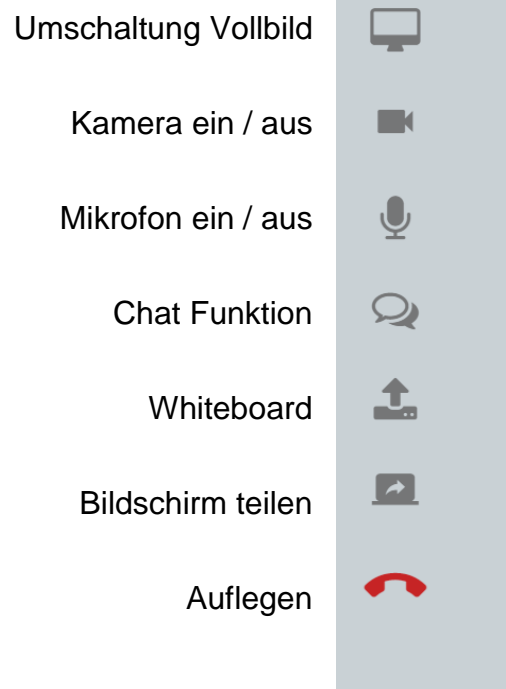 Umschaltung Vollbild
Kamera ein / aus
Mikrofon ein / aus
Chat Funktion
Whiteboard
Bildschirm teilen
Auflegen